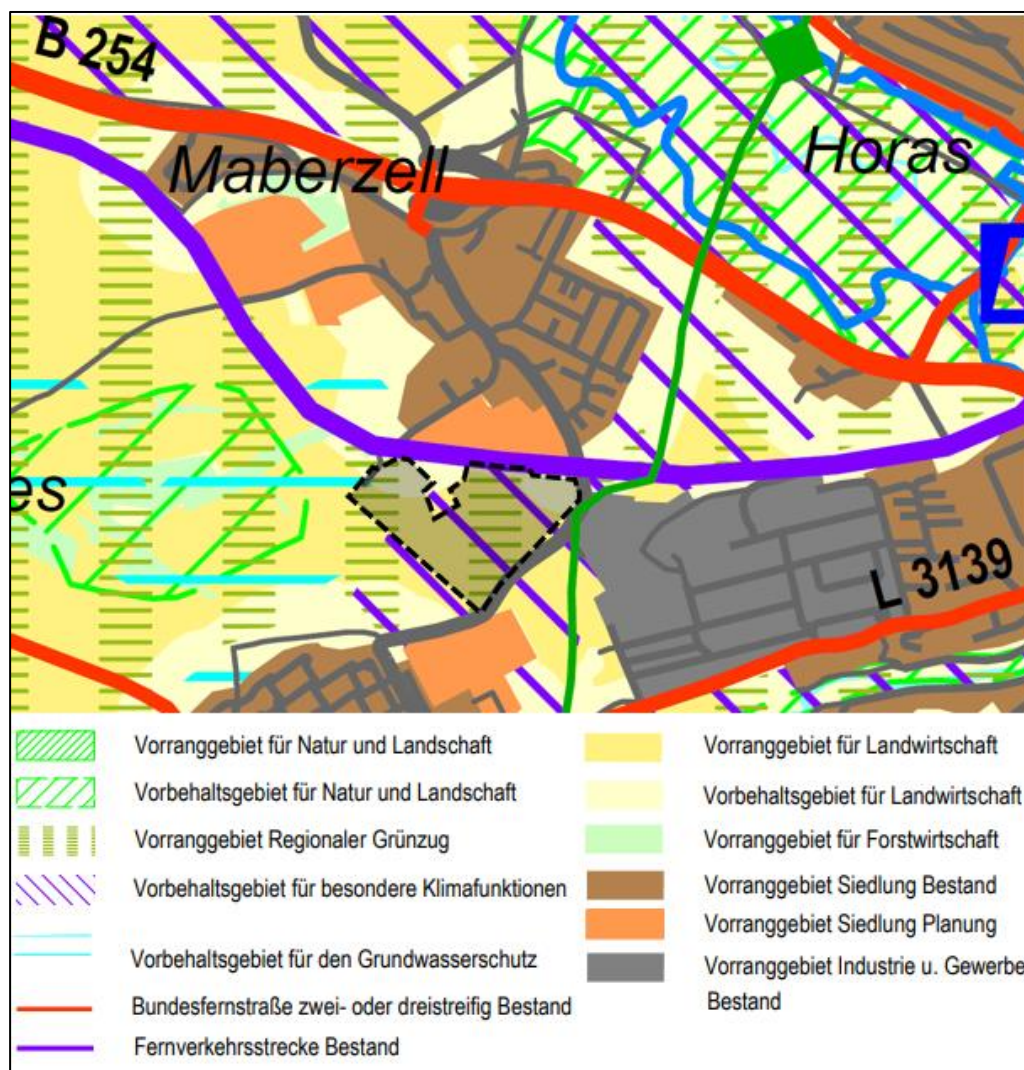 B 254
Maberzell
Horas
es
L 3139
Vorranggebiet für Natur und Landschaft
Vorbehaltsgebiet für Natur und Landschaft
Vorranggebiet Regionaler Grünzug
Vorbehaltsgebiet für besondere Klimafunktionen
Vorbehaltsgebiet für den Grundwasserschutz
Bundesfernstraße zwei- oder dreistreifig Bestand
Fernverkehrsstrecke Bestand
Vorranggebiet für Landwirtschaft
Vorbehaltsgebiet für Landwirtschaft
Vorranggebiet für Forstwirtschaft
Vorranggebiet Siedlung Bestand
Vorranggebiet Siedlung Planung
Vorranggebiet Industrie u. Gewerbe
Bestand